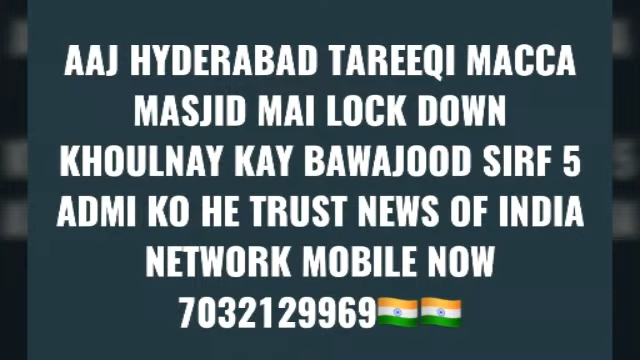 AAJ HYDERABAD TAREEQI MACCA
MASJID MAI LOCK DOWN
KHOULNAY KAY BAWAJOOD SIRF 5
ADMI KO HE TRUST NEWS OF INDIA
NETWORK MOBILE NOW
7032129969🇮🇳🇮🇳